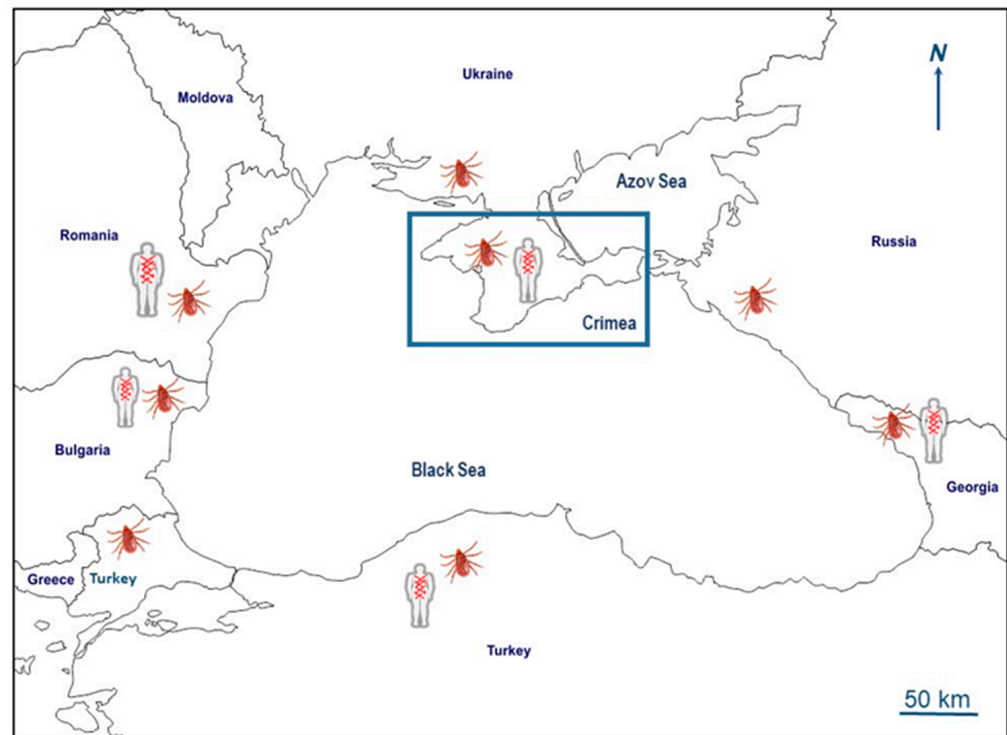 Ukraine
N
Moldova
Azov Sea
Romania
Russia
Crimea
Bulgaria
Black Sea
Georgia
Greece
Turkey
Turkey
50 km